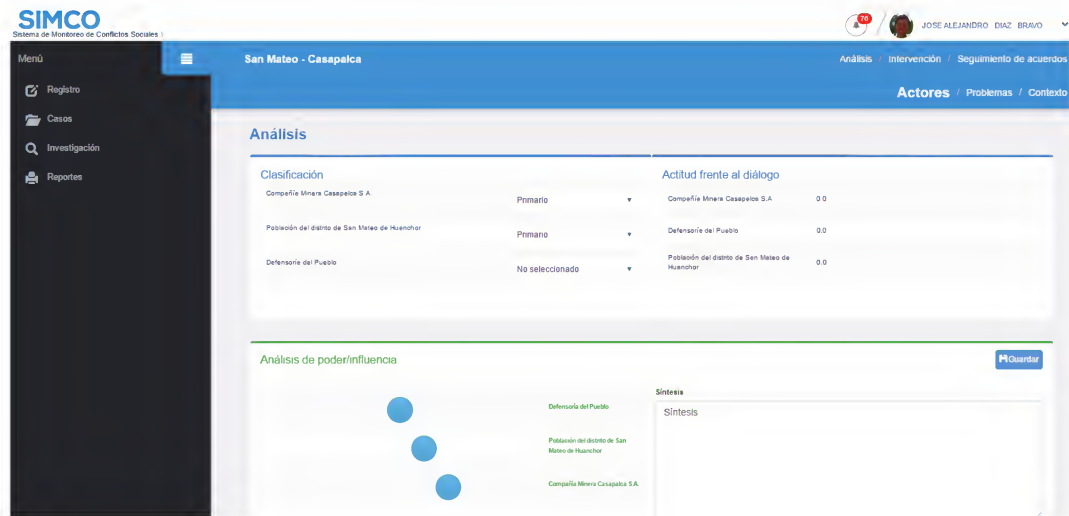 SIMCO
Sistema de Monitoreo de Conflictos Sociales
76
JOSE ALEJANDRO DIAZ BRAVO
Menú
San Mateo - Casapalca
Análisis / Intervención / Seguimiento de acuerdos
Actores / Problemas / Contexto
Registro
Casos
Investigación
Reportes
Análisis
Clasificación
Compañía Minera Casapalca S.A.
Primario
Población del distrito de San Mateo de Huanchor
Primario
Defensoría del Pueblo
No seleccionado
Actitud frente al diálogo
Compañía Minera Casapalca S.A
0.0
Defensoría del Pueblo
0.0
Población del distrito de San Mateo de
Huanchor
0.0
Análisis de poder/influencia
Guardar
Defensoría del Pueblo
Población del distrito de San
Mateo de Huanchor
Compañía Minera Casapalca S.A.
Síntesis
Síntesis